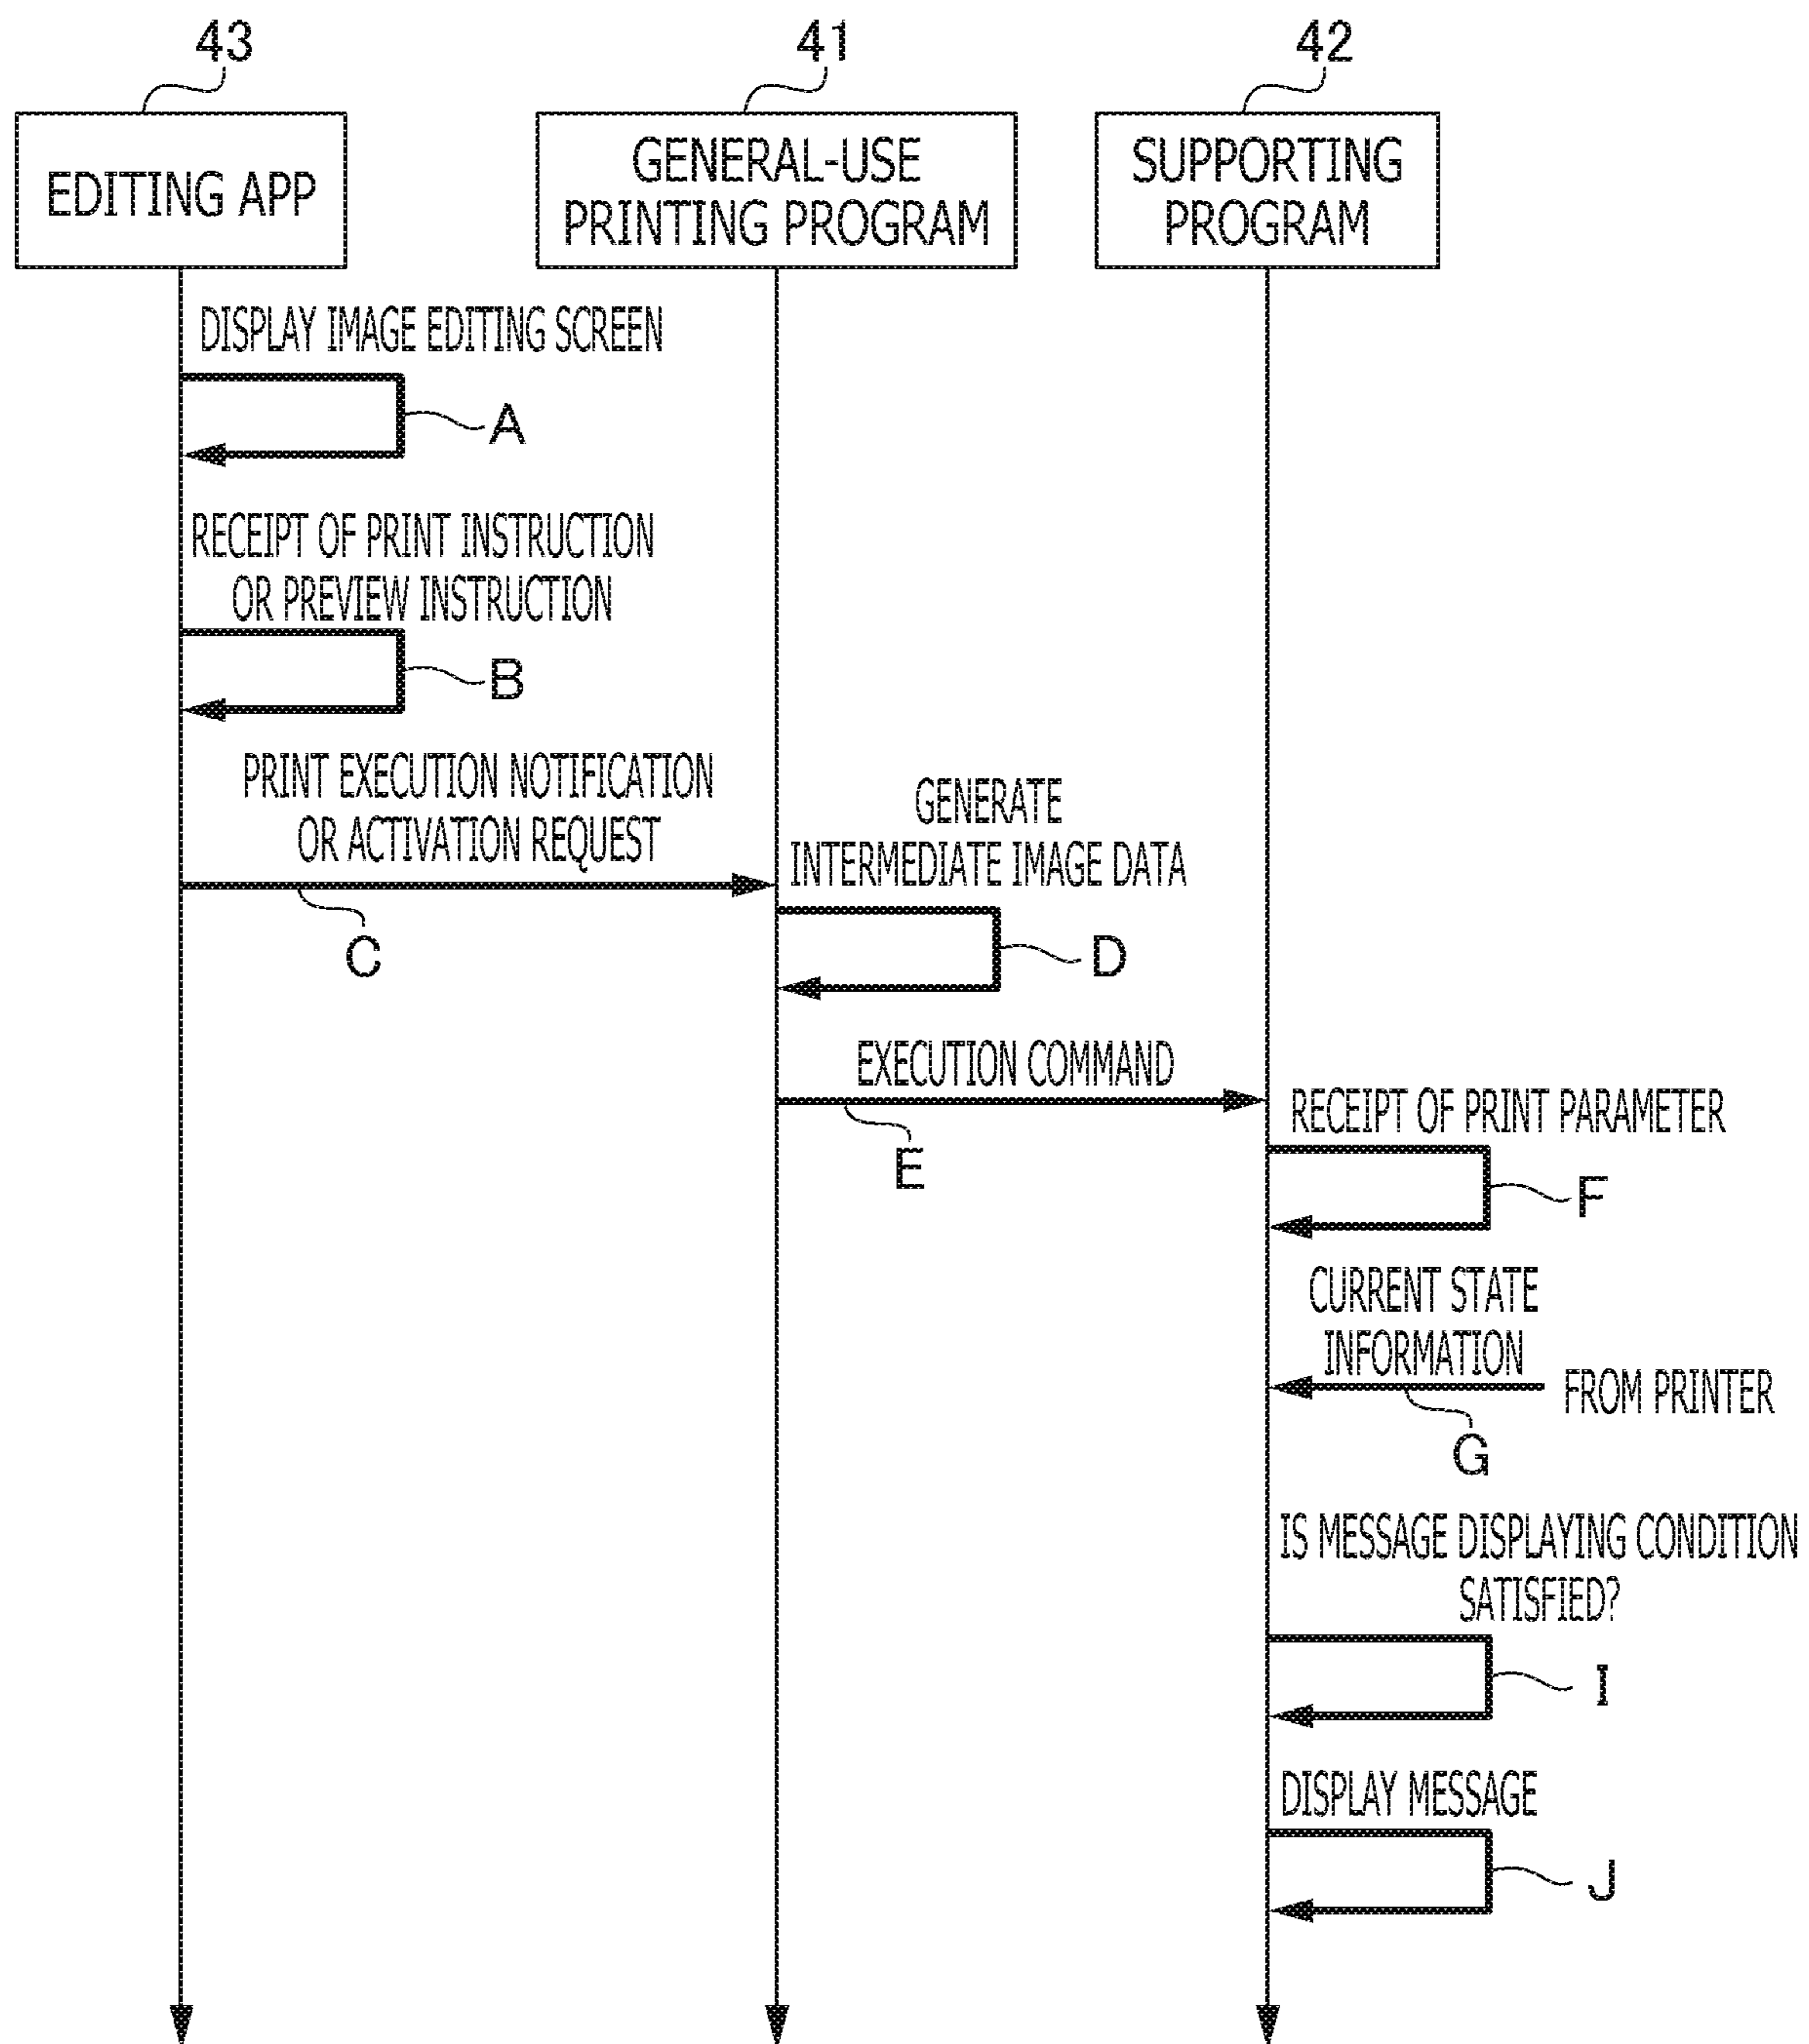 43
41
42
EDITING APP
GENERAL-USE
PRINTING PROGRAM
SUPPORTING
PROGRAM
DISPLAY IMAGE EDITING SCREEN
A
RECEIPT OF PRINT INSTRUCTION
OR PREVIEW INSTRUCTION
B
PRINT EXECUTION NOTIFICATION
OR ACTIVATION REQUEST
C
GENERATE
INTERMEDIATE IMAGE DATA
D
EXECUTION COMMAND
E
RECEIPT OF PRINT PARAMETER
F
CURRENT STATE
INFORMATION
FROM PRINTER
G
IS MESSAGE DISPLAYING CONDITION
SATISFIED?
I
DISPLAY MESSAGE
J